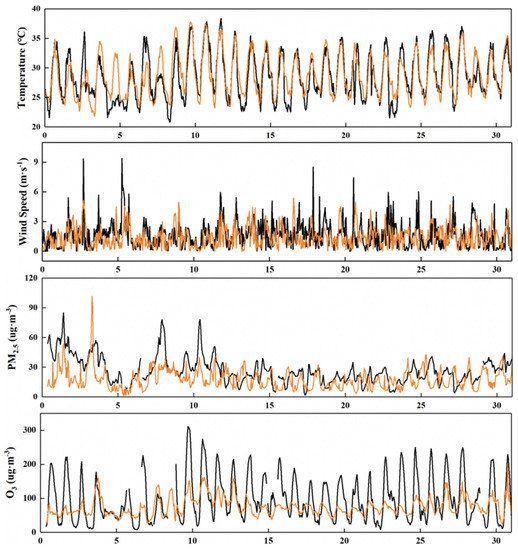 Temperature (°C)
40
35
30
25
20
0 5 10 15 20 25 30
Wind Speed (m·s⁻¹)
9
6
3
0
0 5 10 15 20 25 30
PM₂.₅ (ug·m⁻³)
120
90
60
30
0
0 5 10 15 20 25 30
O₃ (ug·m⁻³)
300
200
100
0
0 5 10 15 20 25 30